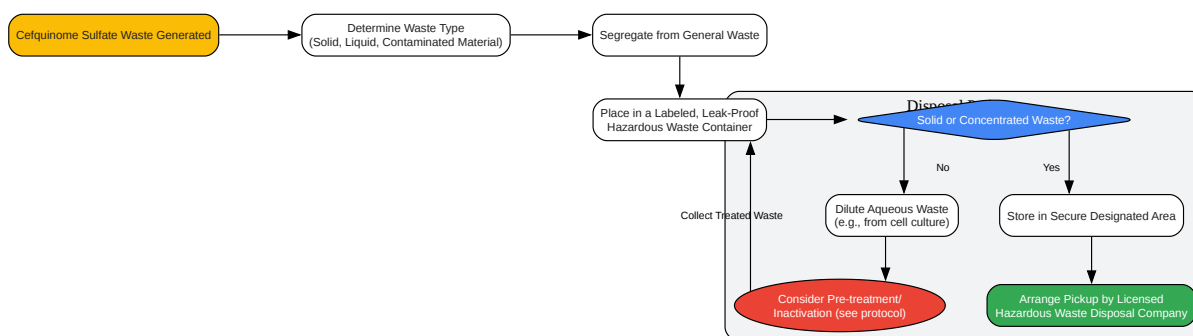 Cefquinome Sulfate Waste Generated
Determine Waste Type
(Solid, Liquid, Contaminated Material)
Segregate from General Waste
Place in a Labeled, Leak-Proof
Hazardous Waste Container
Solid or Concentrated Waste?
No
Yes
Collect Treated Waste
Dilute Aqueous Waste
(e.g., from cell culture)
Store in Secure Designated Area
Consider Pre-treatment/
Inactivation (see protocol)
Arrange Pickup by Licensed
Hazardous Waste Disposal Company